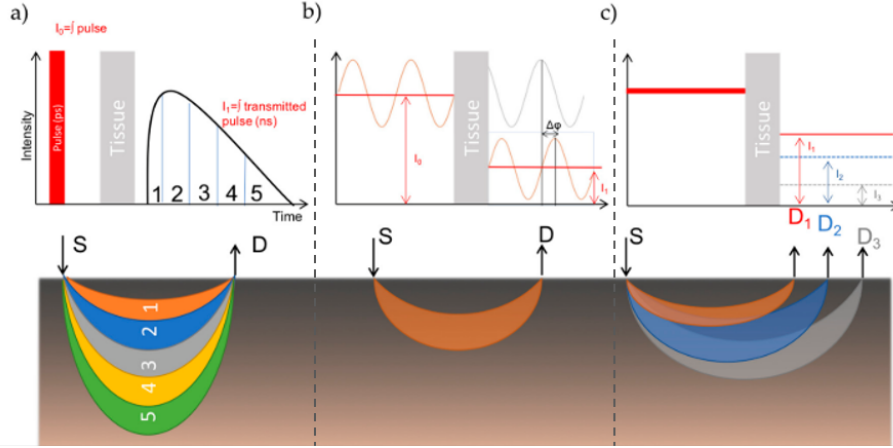 a)
I₀=∫ pulse
Intensity
Pulse (ps)
Tissue
I₁=∫ transmitted
pulse (ns)
1 2 3 4 5
Time
S D
1
2
3
4
5
b)
I₀
Tissue
Δφ
I₁
S D
c)
Tissue
I₁
I₂
I₃
D₁ D₂ D₃
S